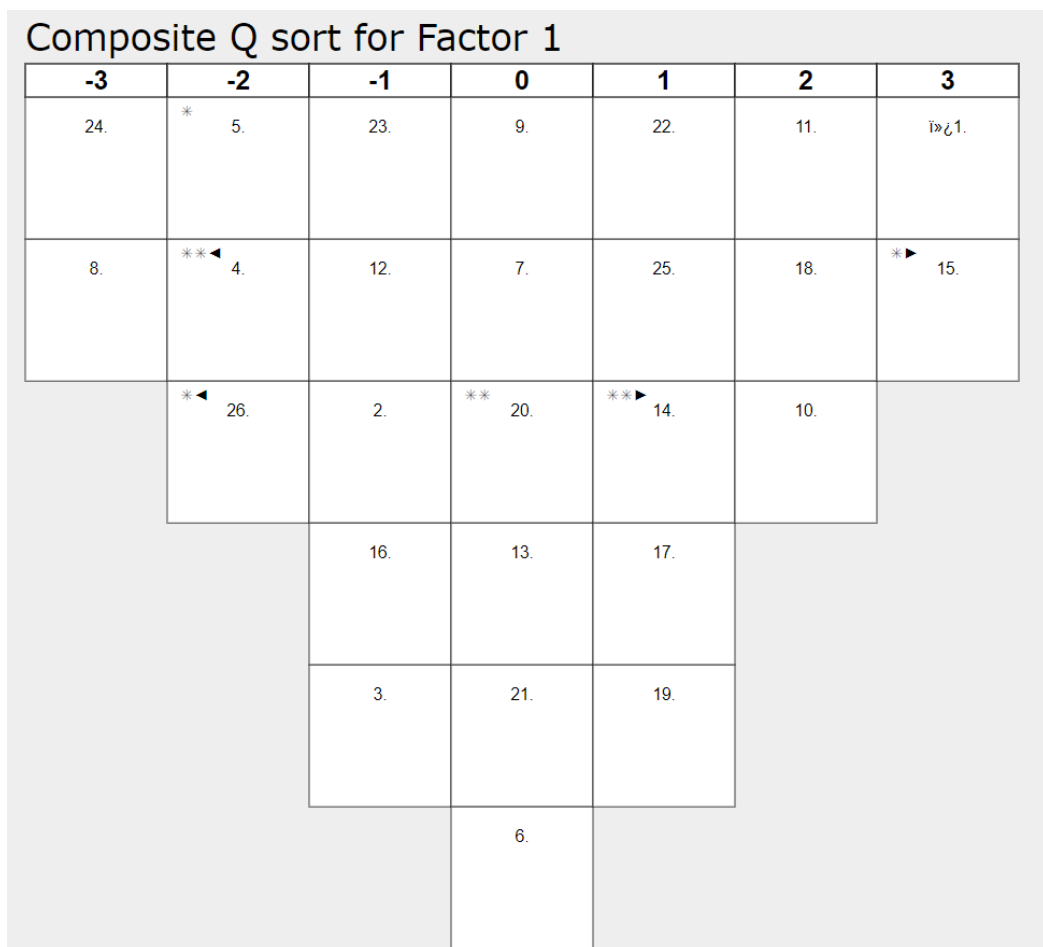 Composite Q sort for Factor 1
-3 -2 -1 0 1 2 3
24. ✳ 5. 23. 9. 22. 11. ï»¿1.
8. ✳✳◄ 4. 12. 7. 25. 18. ✳► 15.
✳◄ 26. 2. ✳✳ 20. ✳✳► 14. 10.
16. 13. 17.
3. 21. 19.
6.